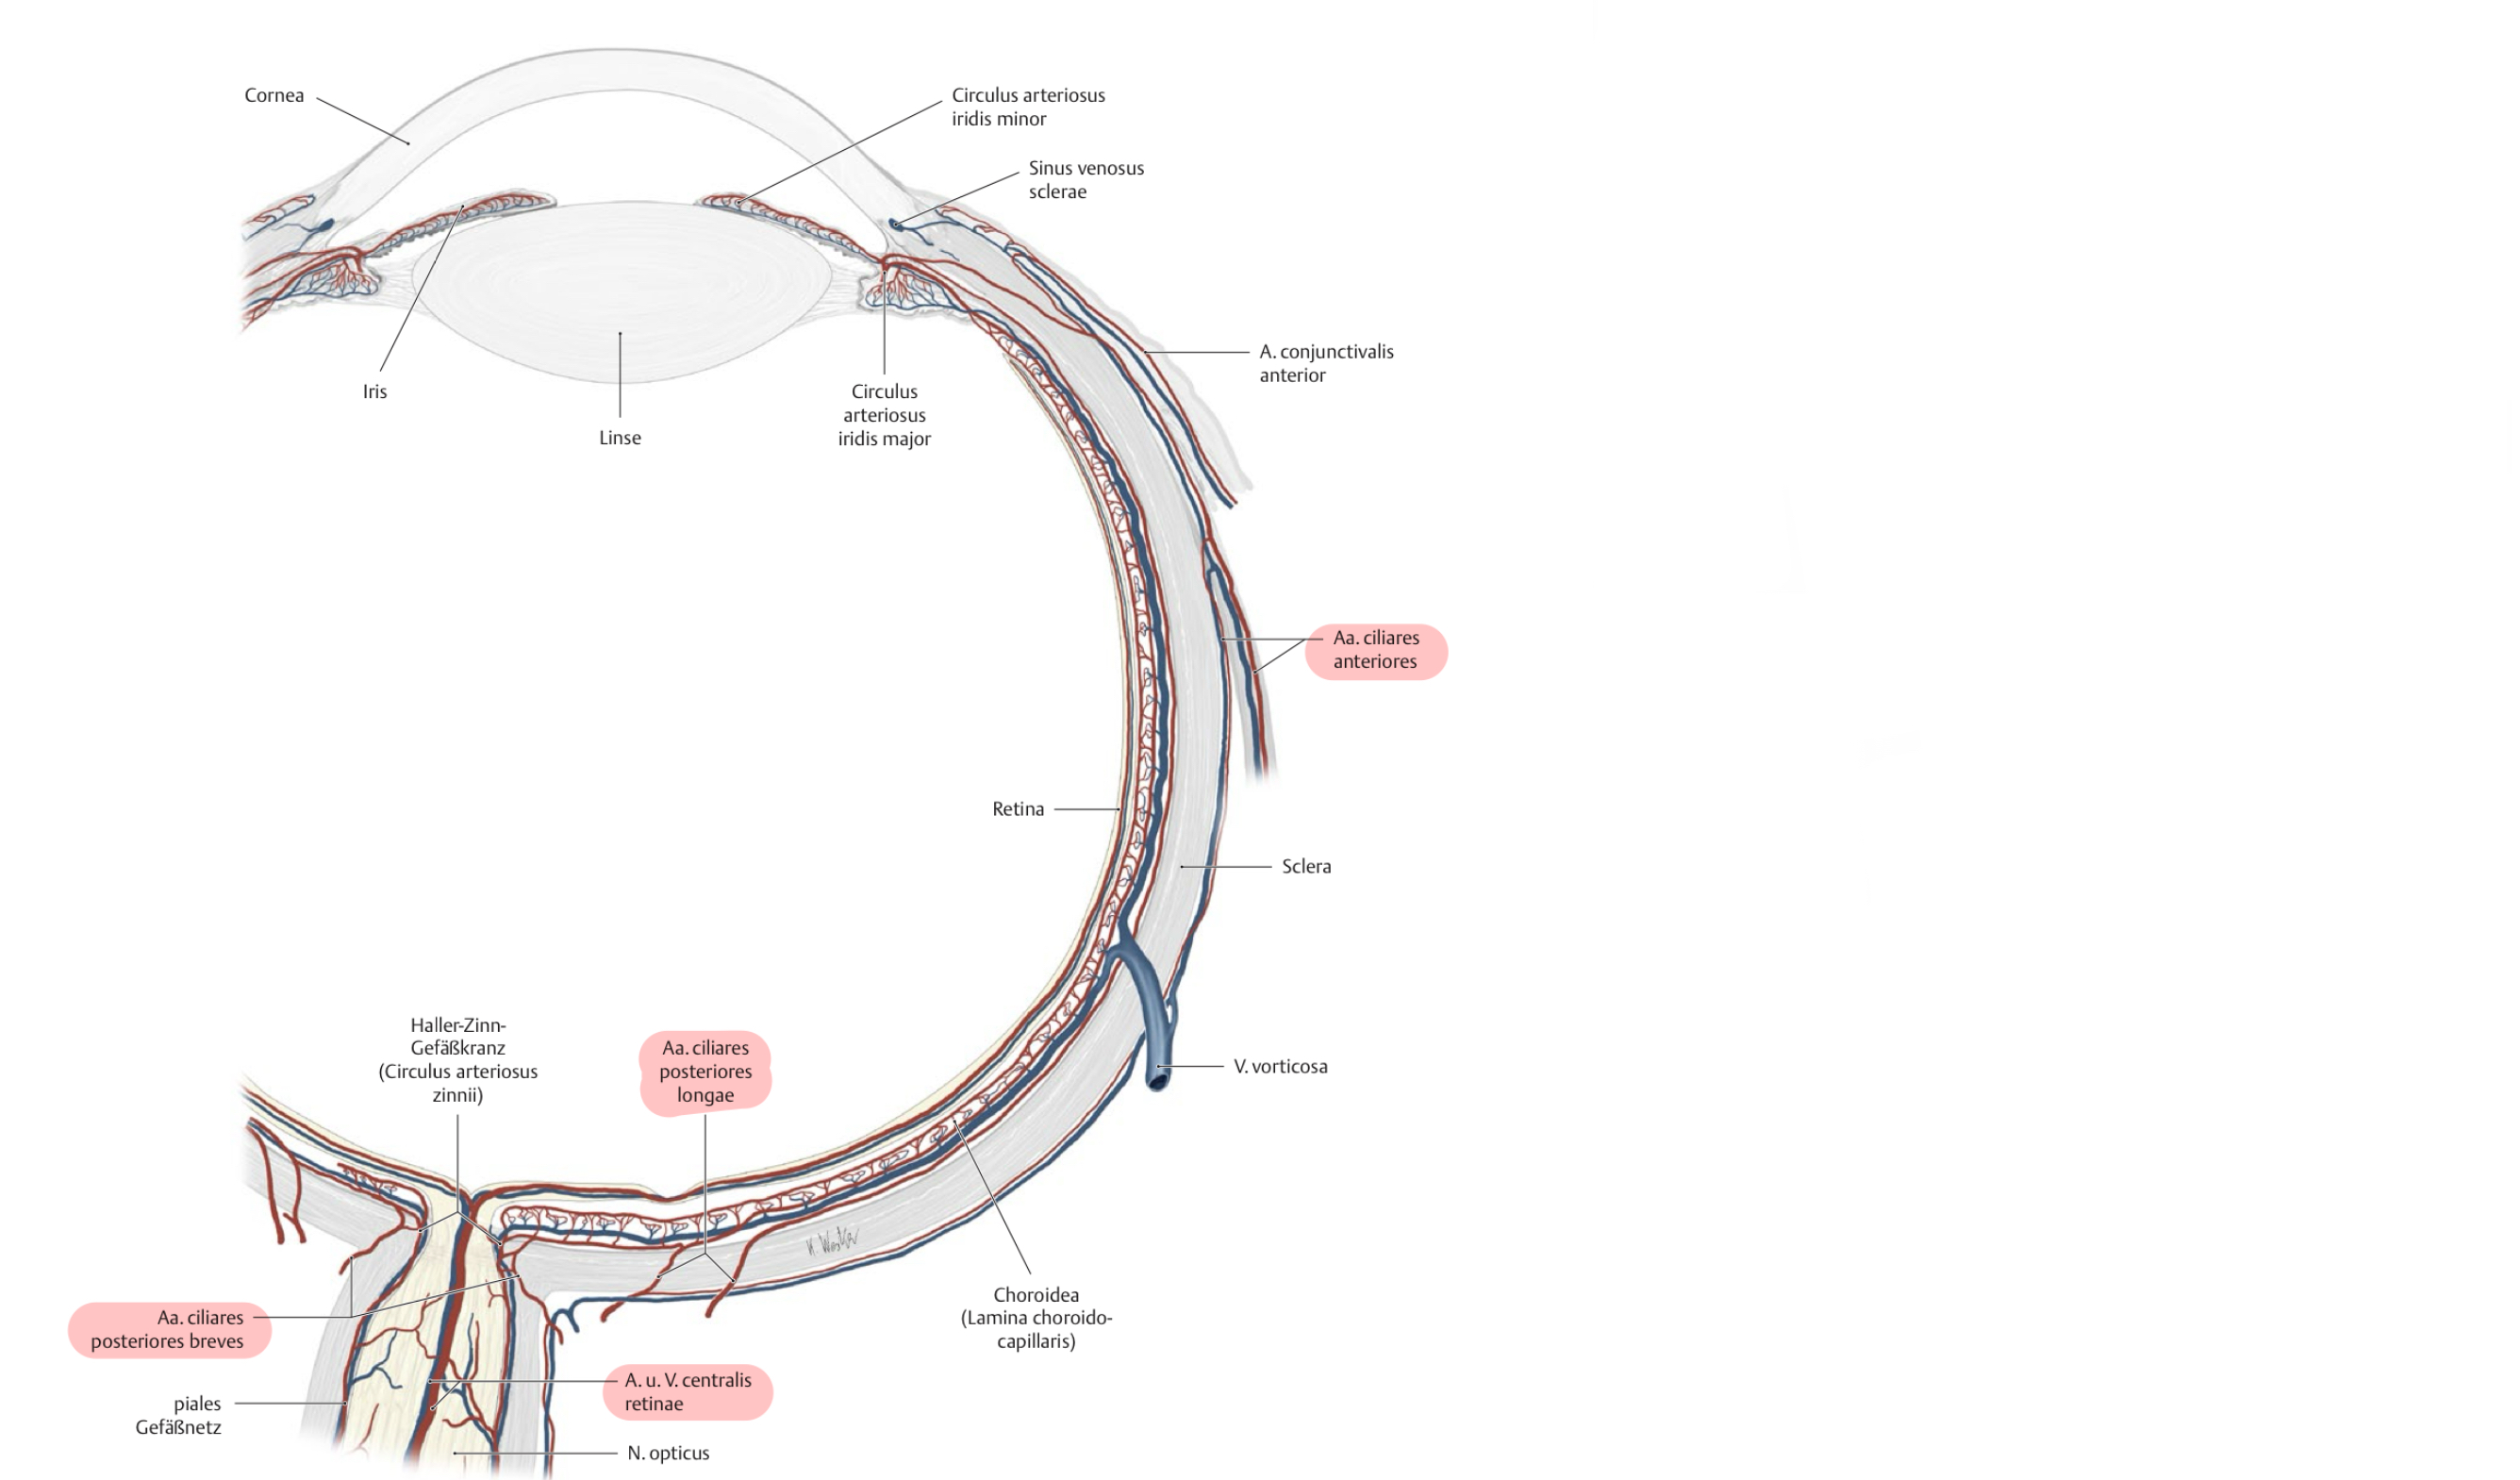 Cornea
Circulus arteriosus
iridis minor
Sinus venosus
sclerae
A. conjunctivalis
anterior
Iris
Linse
Circulus
arteriosus
iridis major
Aa. ciliares
anteriores
Retina
Sclera
Haller-Zinn-
Gefäßkranz
(Circulus arteriosus
zinnii)
Aa. ciliares
posteriores
longae
V. vorticosa
Choroidea
(Lamina choroido-
capillaris)
Aa. ciliares
posteriores breves
A. u. V. centralis
retinae
piales
Gefäßnetz
N. opticus